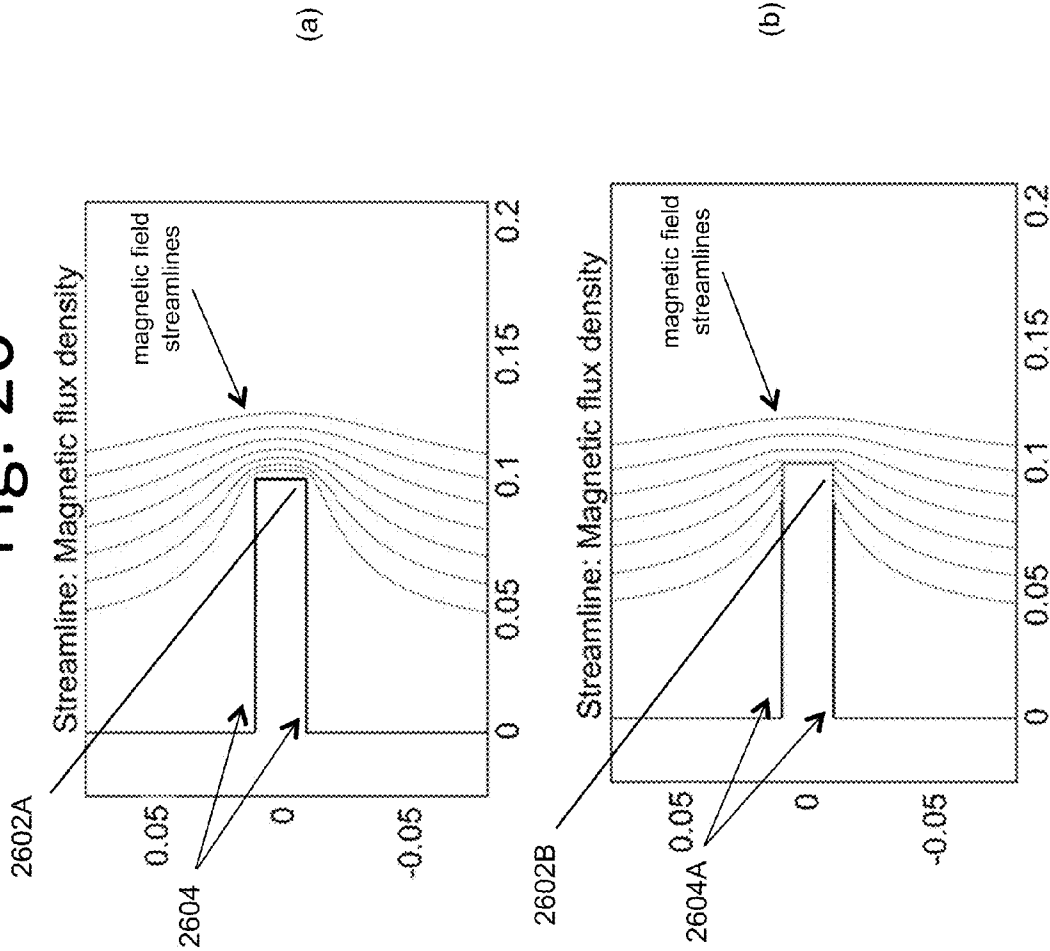 (a)
Streamline: Magnetic flux density
magnetic field
streamlines
2602A
2604
0.05
0
-0.05
0
0.05
0.1
0.15
0.2
(b)
Streamline: Magnetic flux density
magnetic field
streamlines
2602B
2604A
0.05
0
-0.05
0
0.05
0.1
0.15
0.2